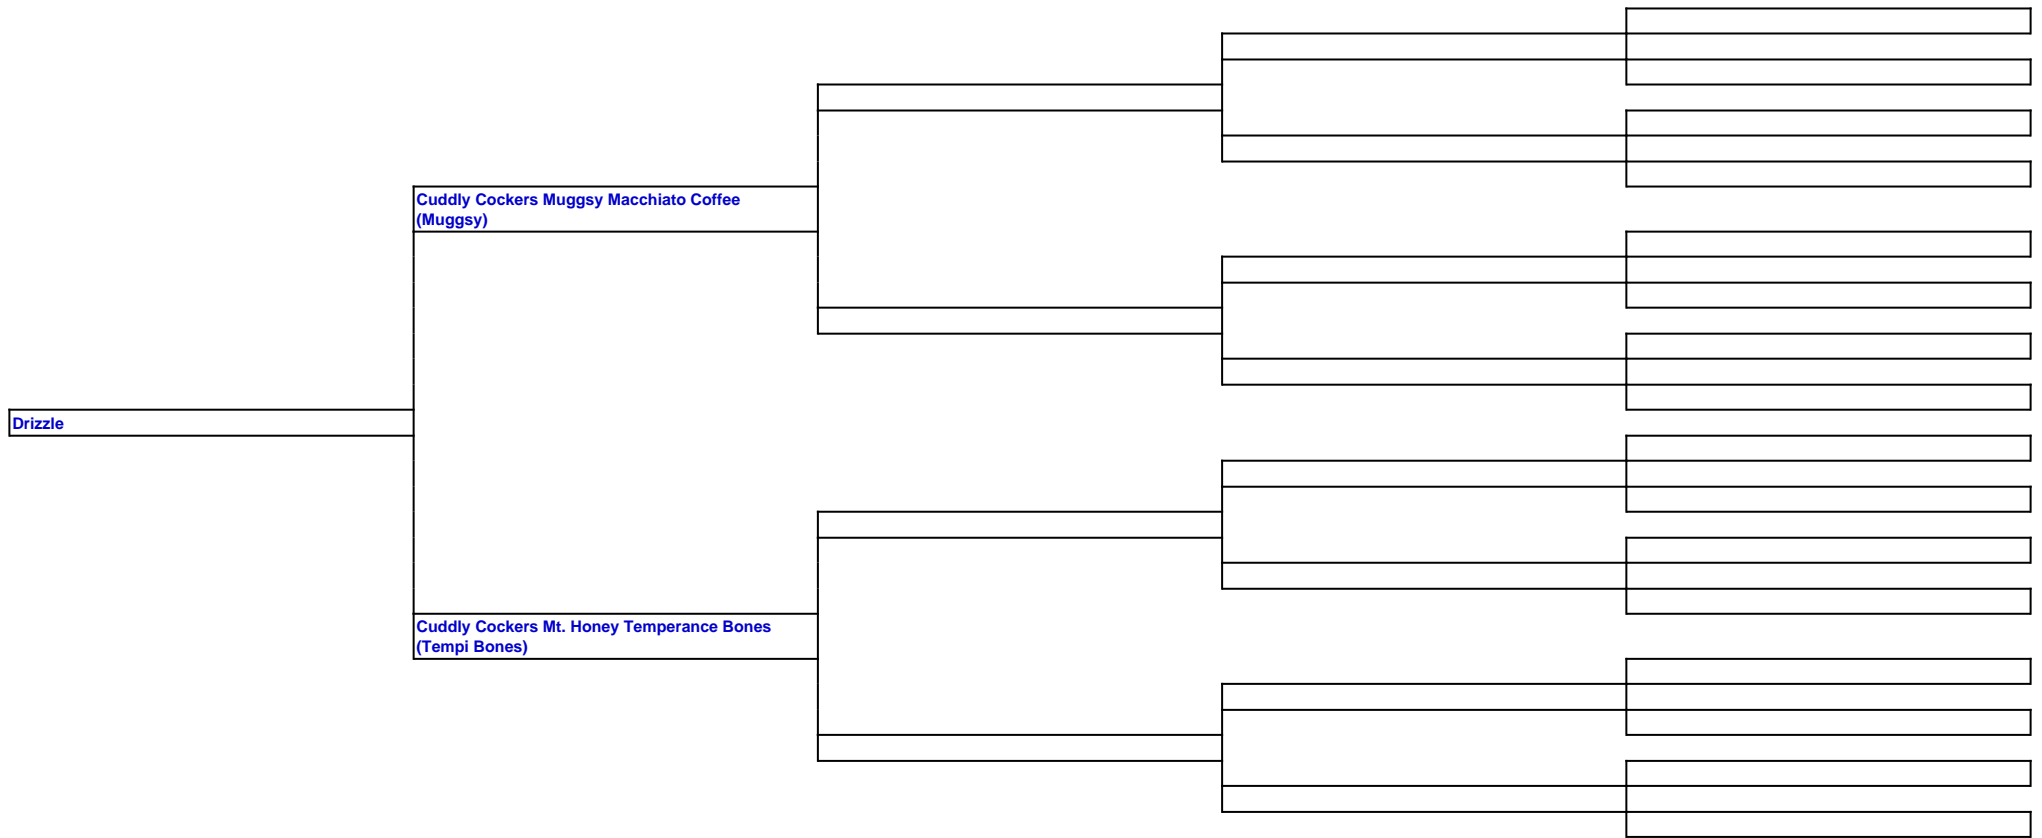 Cuddly Cockers Muggsy Macchiato Coffee
(Muggsy)
Drizzle
Cuddly Cockers Mt. Honey Temperance Bones
(Tempi Bones)